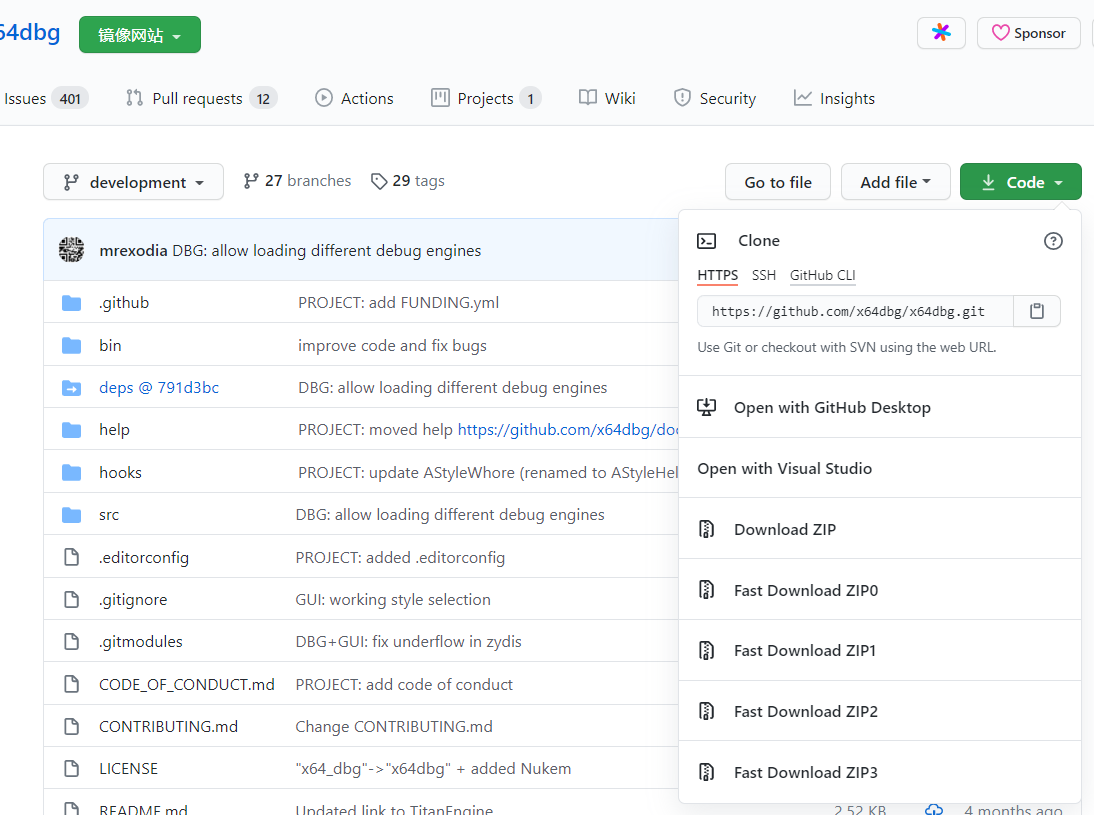 64dbg 镜像网站
Sponsor
Issues 401 Pull requests 12 Actions Projects 1 Wiki Security Insights
development 27 branches 29 tags Go to file Add file Code
mrexodia DBG: allow loading different debug engines
.github PROJECT: add FUNDING.yml
bin improve code and fix bugs
deps @ 791d3bc DBG: allow loading different debug engines
help PROJECT: moved help https://github.com/x64dbg/doc
hooks PROJECT: update AStyleWhore (renamed to AStyleHel
src DBG: allow loading different debug engines
.editorconfig PROJECT: added .editorconfig
.gitignore GUI: working style selection
.gitmodules DBG+GUI: fix underflow in zydis
CODE_OF_CONDUCT.md PROJECT: add code of conduct
CONTRIBUTING.md Change CONTRIBUTING.md
LICENSE "x64_dbg"->"x64dbg" + added Nukem
README.md Updated link to TitanEngine 2.52 KB 4 months ago
Clone
HTTPS SSH GitHub CLI
https://github.com/x64dbg/x64dbg.git
Use Git or checkout with SVN using the web URL.
Open with GitHub Desktop
Open with Visual Studio
Download ZIP
Fast Download ZIP0
Fast Download ZIP1
Fast Download ZIP2
Fast Download ZIP3